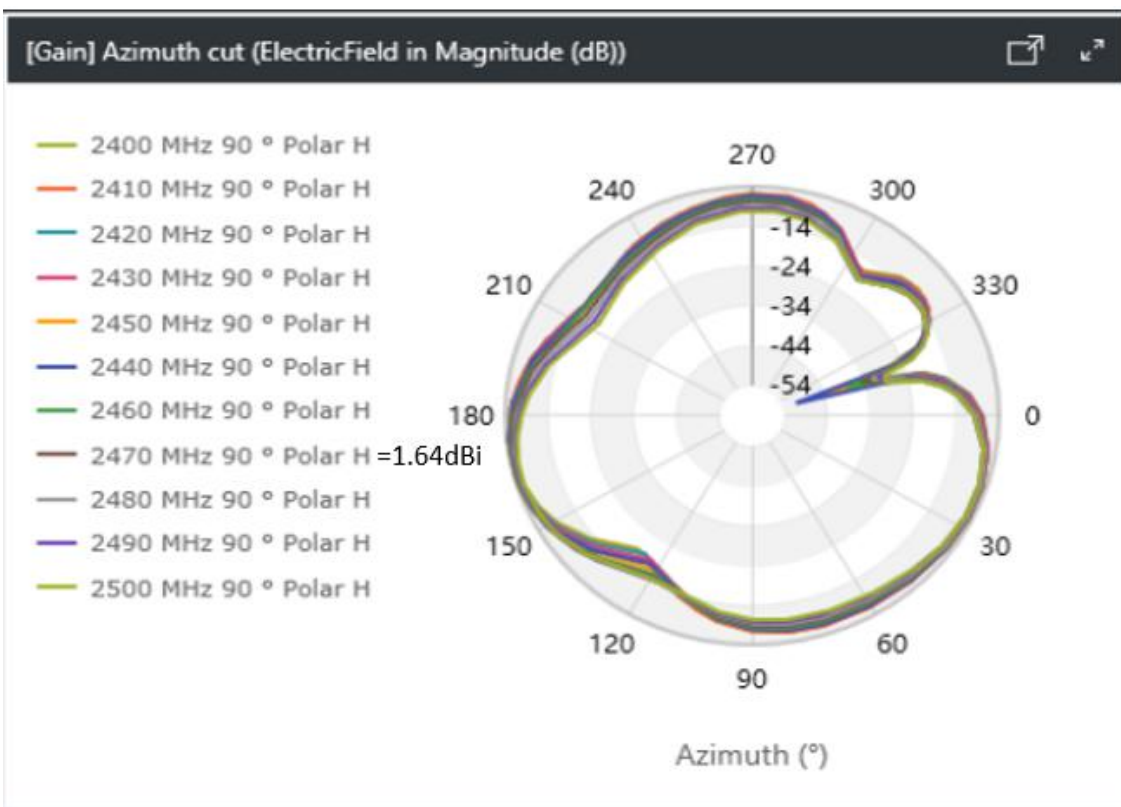 [Gain] Azimuth cut (ElectricField in Magnitude (dB))
2400 MHz 90 ° Polar H
2410 MHz 90 ° Polar H
2420 MHz 90 ° Polar H
2430 MHz 90 ° Polar H
2450 MHz 90 ° Polar H
2440 MHz 90 ° Polar H
2460 MHz 90 ° Polar H
2470 MHz 90 ° Polar H =1.64dBi
2480 MHz 90 ° Polar H
2490 MHz 90 ° Polar H
2500 MHz 90 ° Polar H
270
240
300
-14
-24
210
330
-34
-44
-54
180
0
150
30
120
60
90
Azimuth (°)